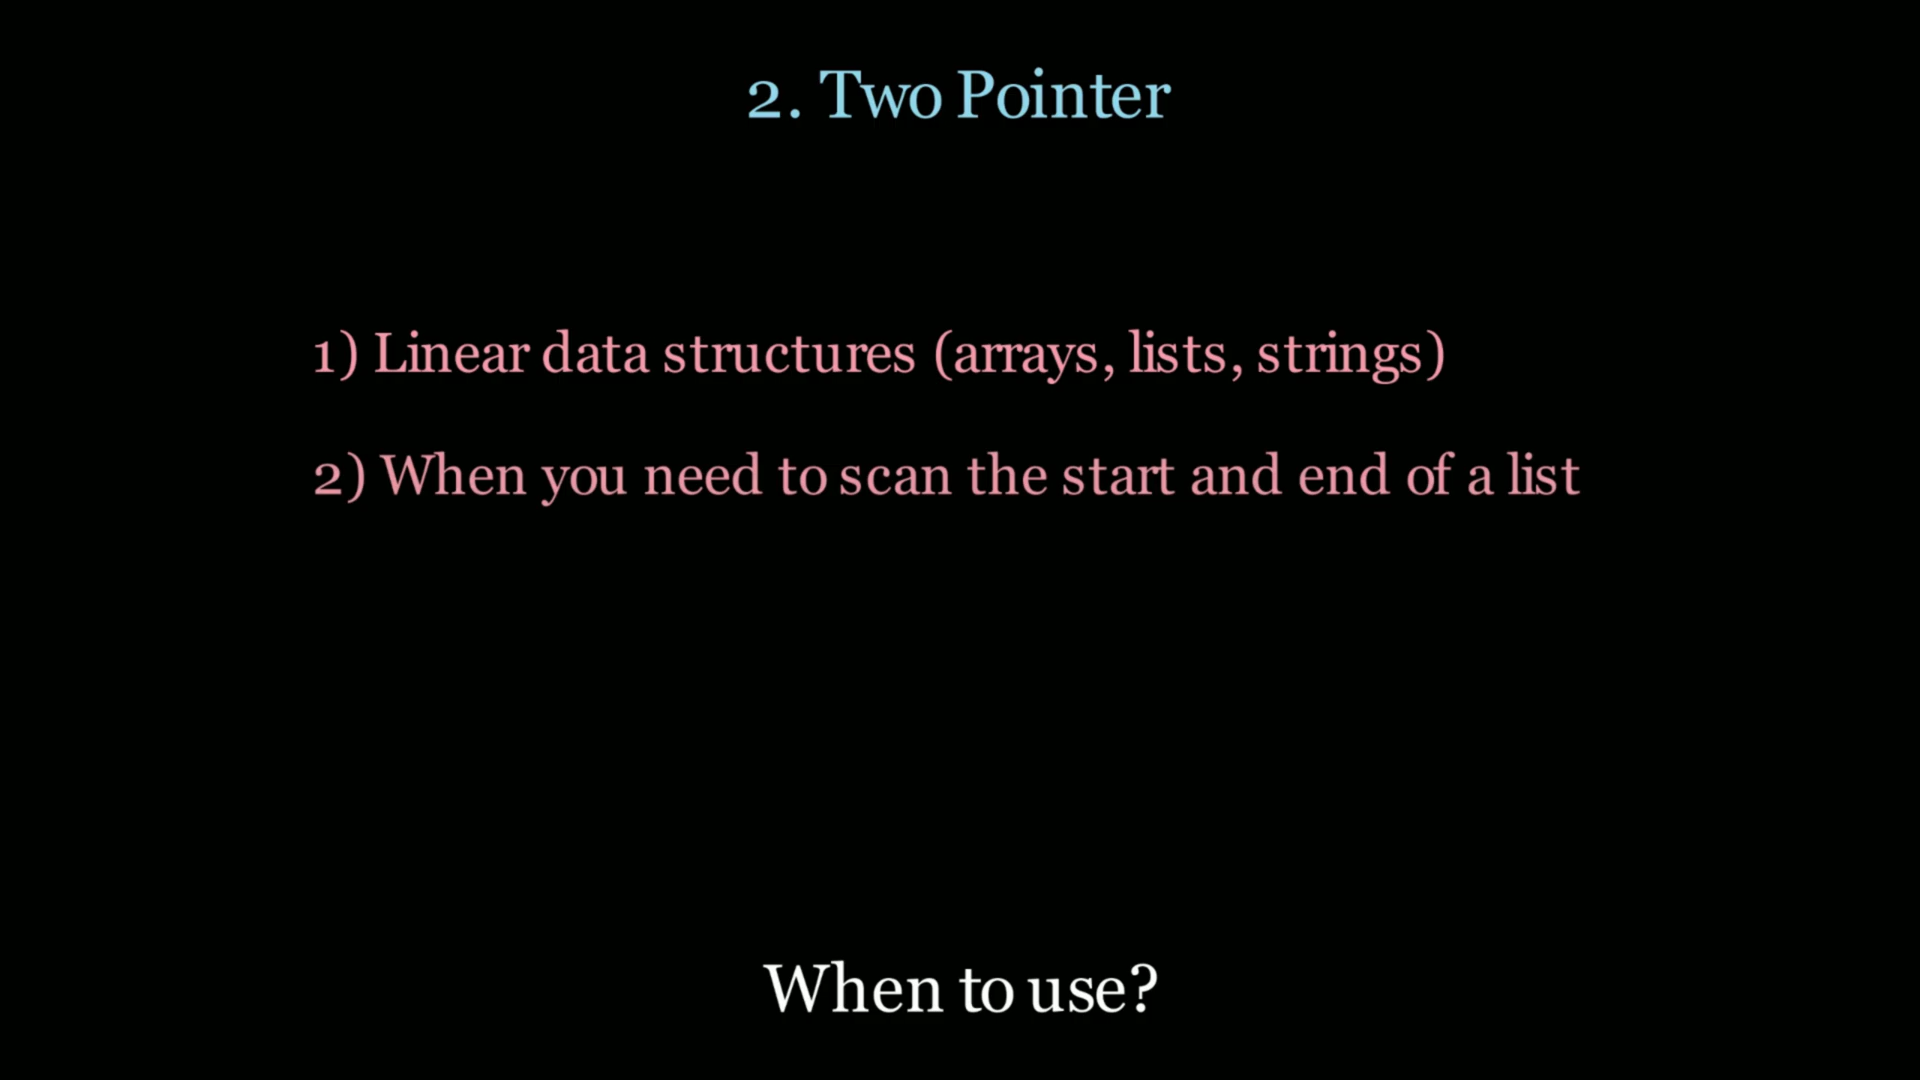 2. Two Pointer
1) Linear data structures (arrays, lists, strings)
2) When you need to scan the start and end of a list
When to use?